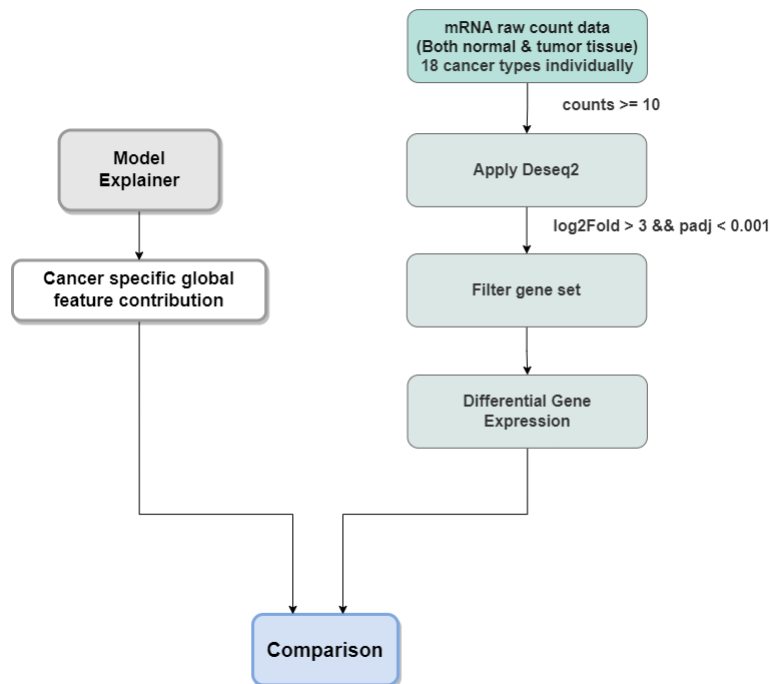 mRNA raw count data
(Both normal & tumor tissue)
18 cancer types individually
counts >= 10
Model
Explainer
Apply Deseq2
log2Fold > 3 && padj < 0.001
Cancer specific global
feature contribution
Filter gene set
Differential Gene
Expression
Comparison